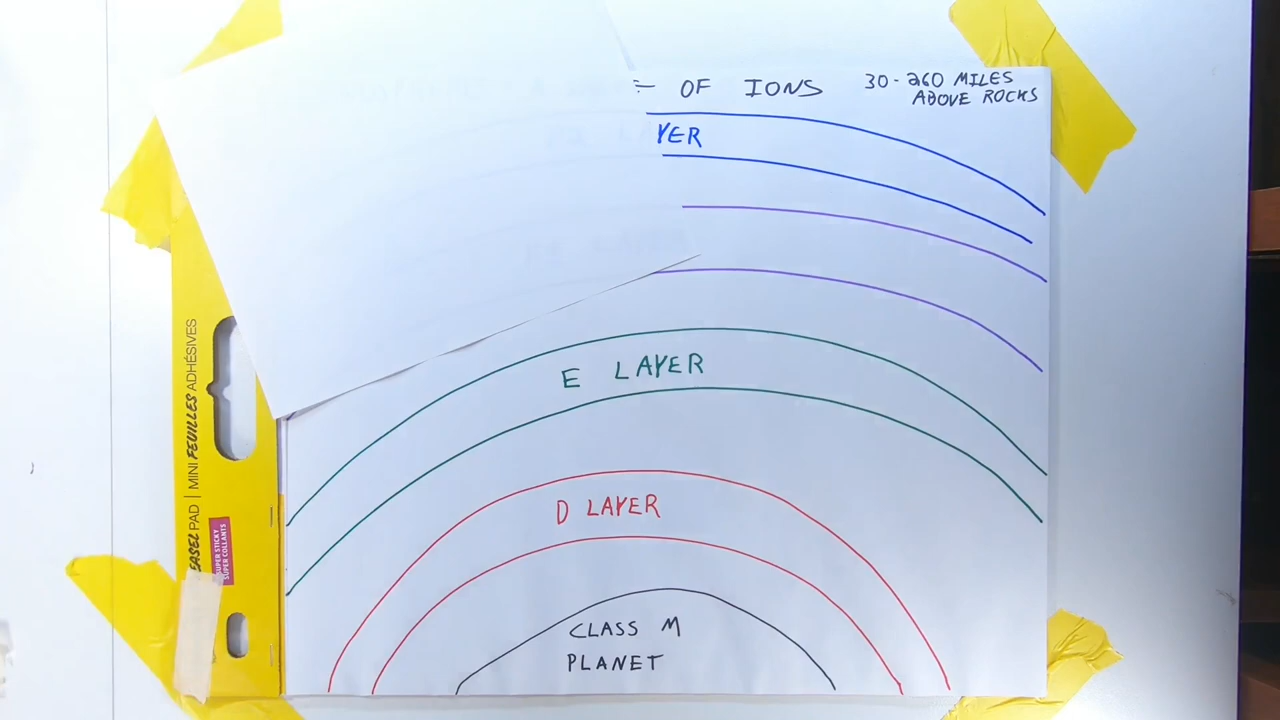 OF IONS 30-260 MILES
ABOVE ROCKS
YER
E LAYER
D LAYER
CLASS M
PLANET
EASEL PAD | MINI FEUILLES ADHÉSIVES
SUPER STICKY
SUPER COLLANTS